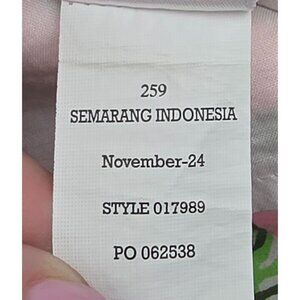 259
SEMARANG INDONESIA
November-24
STYLE 017989
PO 062538